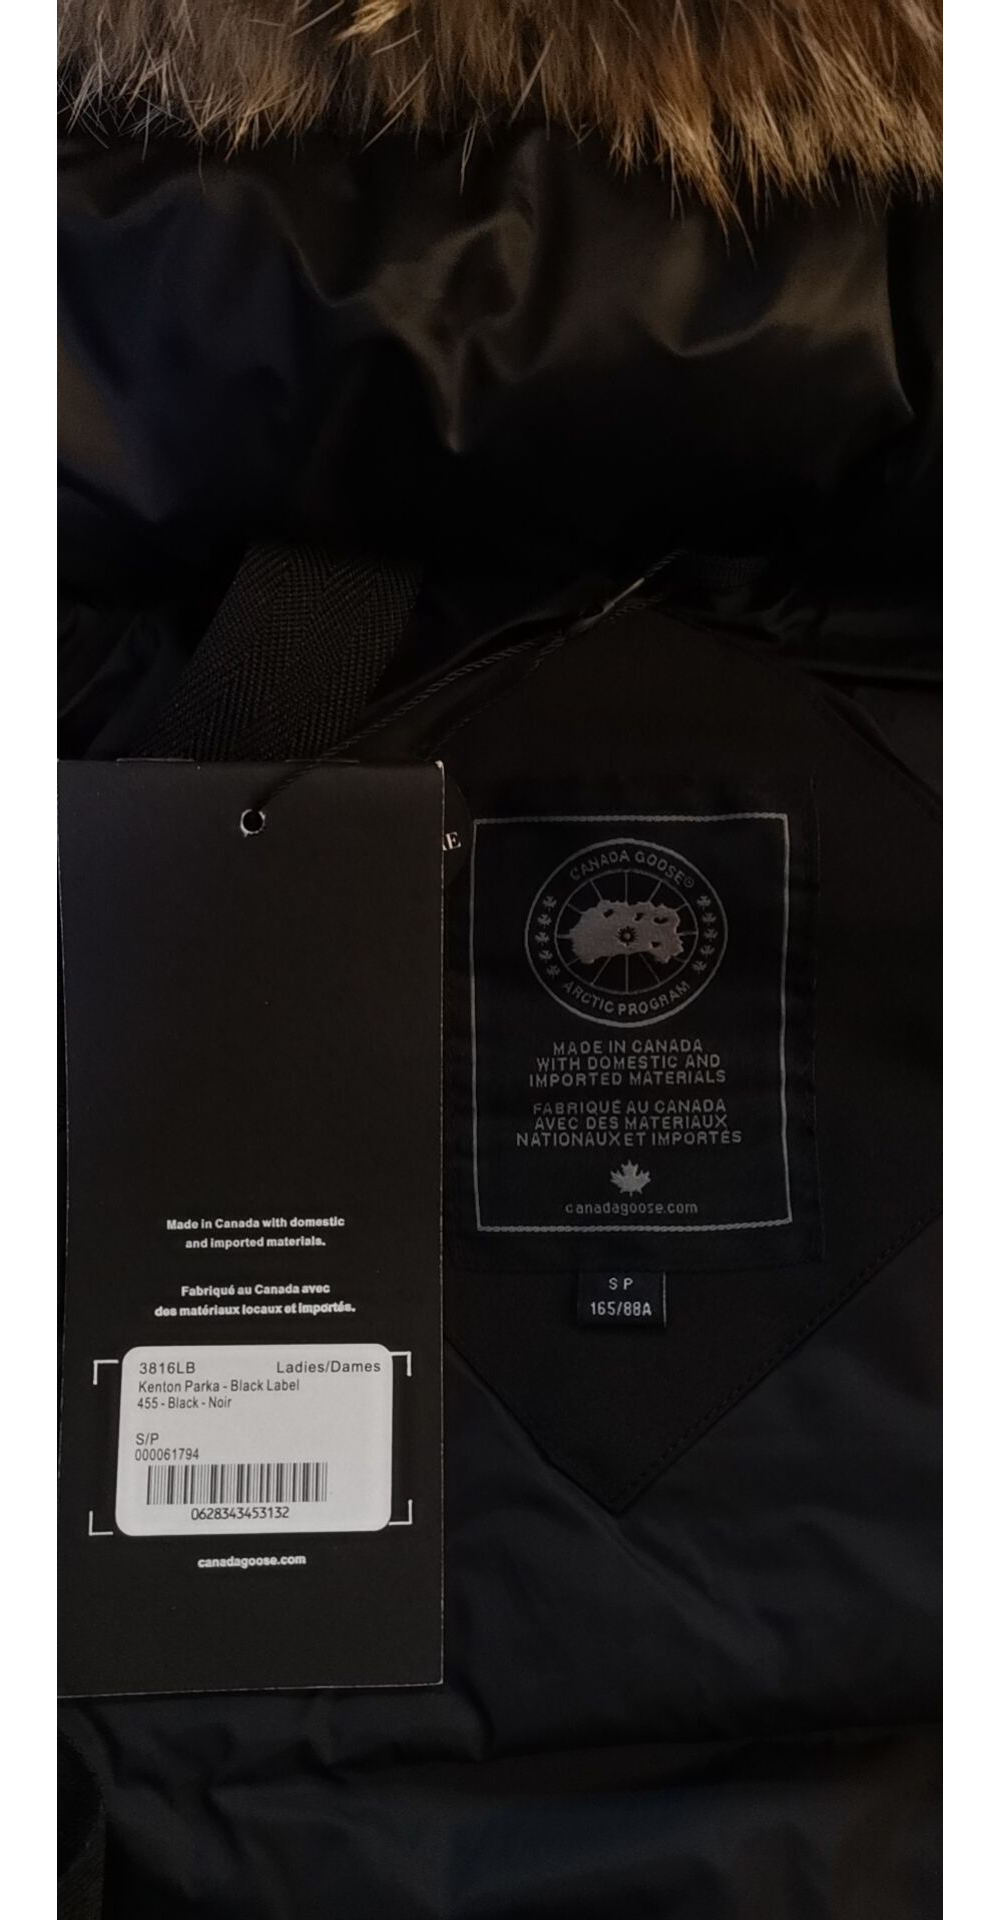 Made in Canada with domestic
and imported materials.
Fabriqué au Canada avec
des matériaux locaux et importés.
3816LB Ladies/Dames
Kenton Parka - Black Label
455 - Black - Noir
S/P
000061794
0628343453132
canadagoose.com
CANADA GOOSE®
ARCTIC PROGRAM
MADE IN CANADA
WITH DOMESTIC AND
IMPORTED MATERIALS
FABRIQUÉ AU CANADA
AVEC DES MATERIAUX
NATIONAUX ET IMPORTÉS
canadagoose.com
S P
165/88A